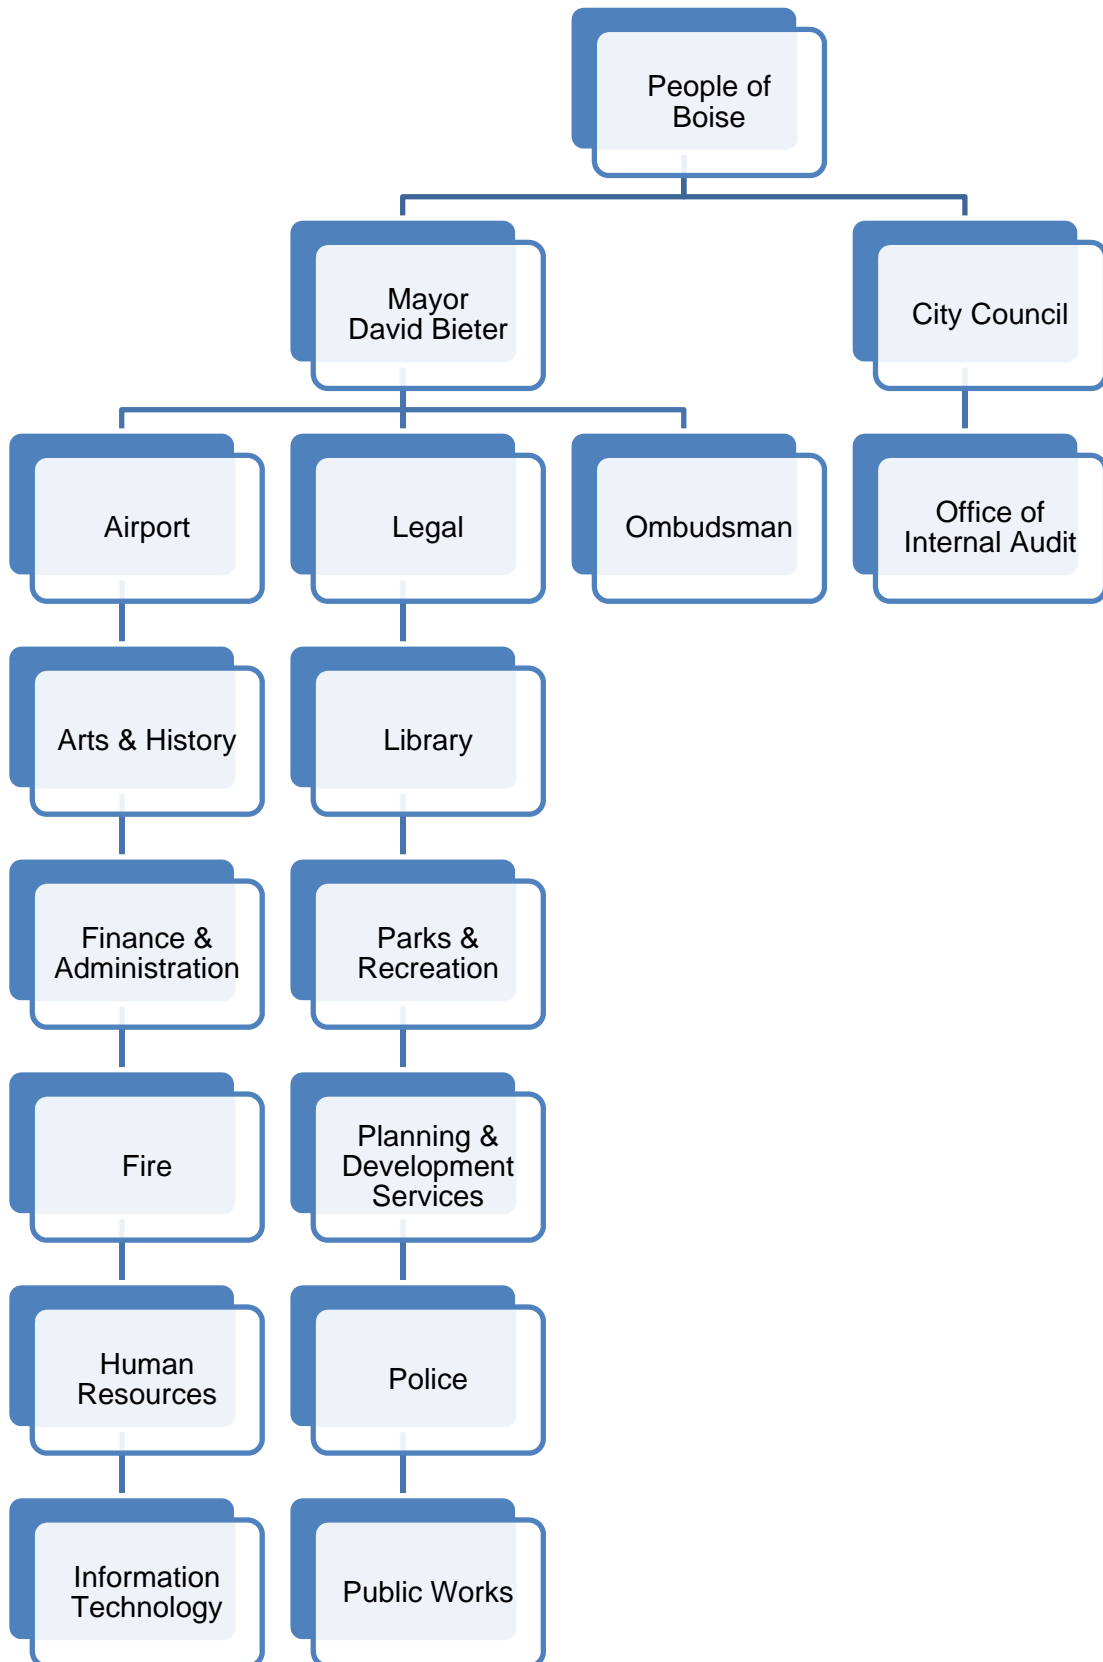 People of
Boise
Mayor
David Bieter
City Council
Airport
Legal
Ombudsman
Office of
Internal Audit
Arts & History
Library
Finance &
Administration
Parks &
Recreation
Fire
Planning &
Development
Services
Human
Resources
Police
Information
Technology
Public Works